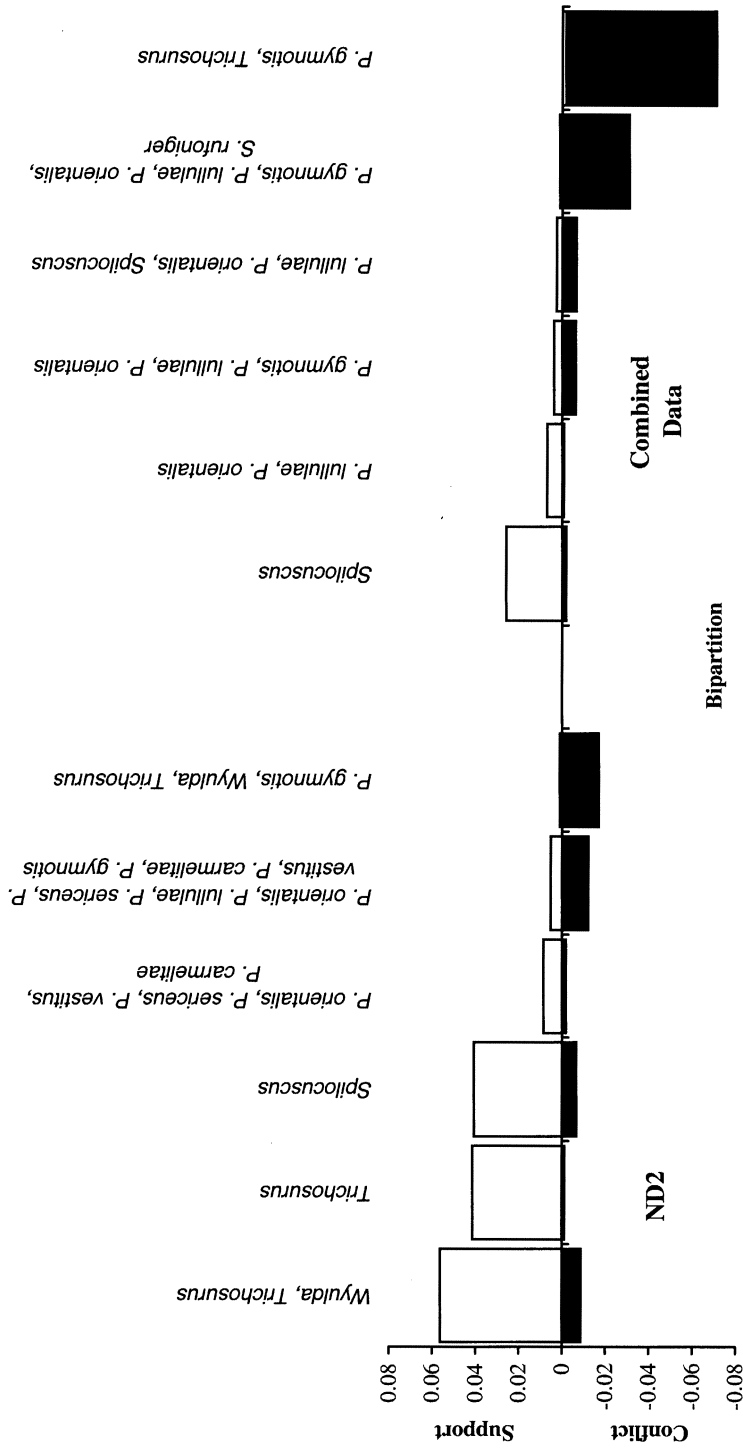 Wyulda, Trichosurus
Trichosurus
Spilocuscus
P. orientalis, P. sericeus, P. vestitus,
P. carmelitae
P. orientalis, P. lullulae, P. sericeus, P.
vestitus, P. carmelitae, P. gymnotis
P. gymnotis, Wyulda, Trichosurus
Spilocuscus
P. lullulae, P. orientalis
P. gymnotis, P. lullulae, P. orientalis
P. lullulae, P. orientalis, Spilocuscus
P. gymnotis, P. lullulae, P. orientalis,
S. rufoniger
P. gymnotis, Trichosurus
Support
Conflict
0.08
0.06
0.04
0.02
0
-0.02
-0.04
-0.06
-0.08
ND2
Combined
Data
Bipartition